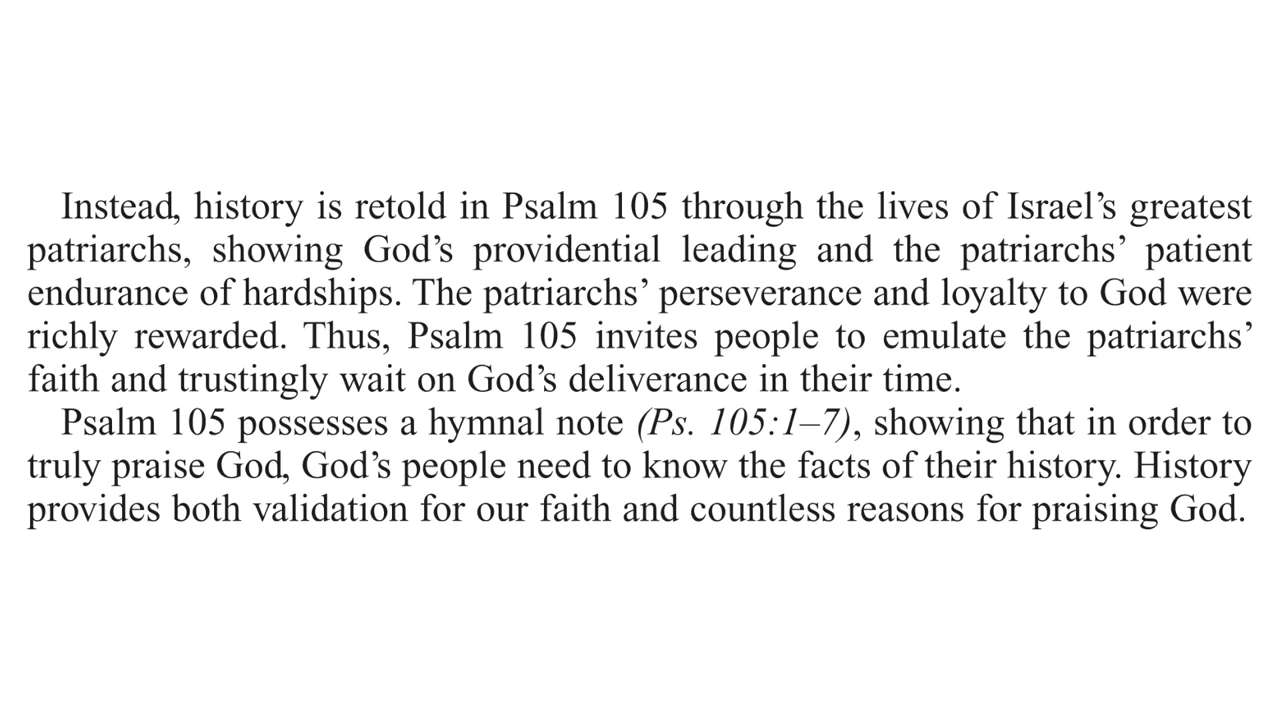 Instead, history is retold in Psalm 105 through the lives of Israel’s greatest
patriarchs, showing God’s providential leading and the patriarchs’ patient
endurance of hardships. The patriarchs’ perseverance and loyalty to God were
richly rewarded. Thus, Psalm 105 invites people to emulate the patriarchs’
faith and trustingly wait on God’s deliverance in their time.
Psalm 105 possesses a hymnal note (Ps. 105:1–7), showing that in order to
truly praise God, God’s people need to know the facts of their history. History
provides both validation for our faith and countless reasons for praising God.